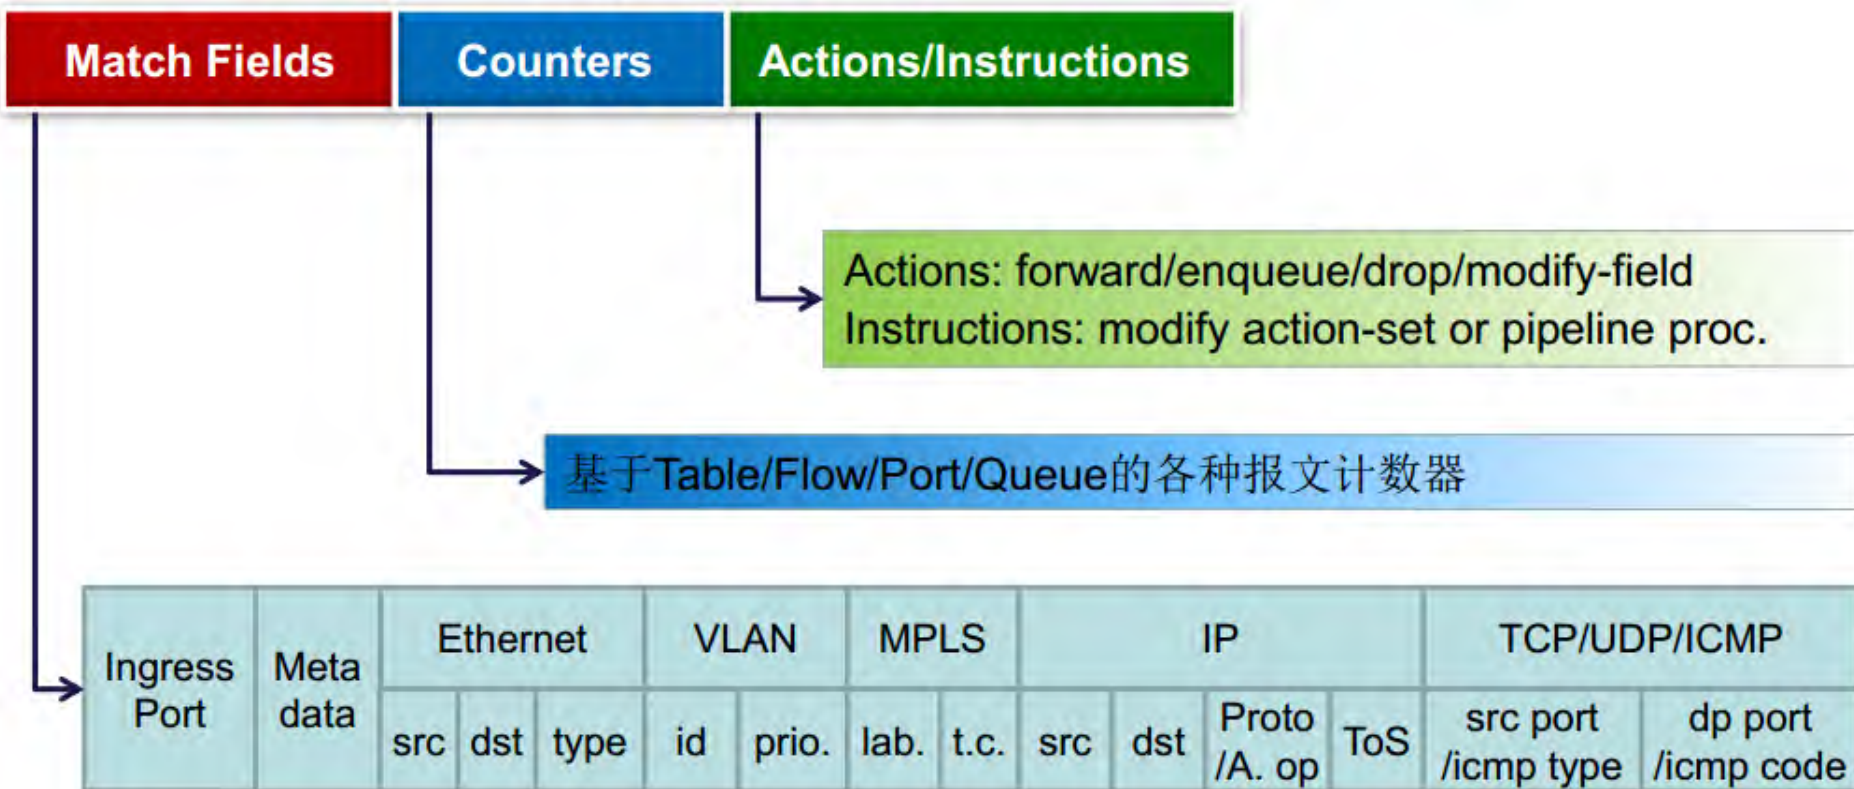 Match Fields
Counters
Actions/Instructions
Actions: forward/enqueue/drop/modify-field
Instructions: modify action-set or pipeline proc.
基于Table/Flow/Port/Queue的各种报文计数器
Ingress
Port
Meta
data
Ethernet
VLAN
MPLS
IP
TCP/UDP/ICMP
src
dst
type
id
prio.
lab.
t.c.
src
dst
Proto
/A. op
ToS
src port
/icmp type
dp port
/icmp code